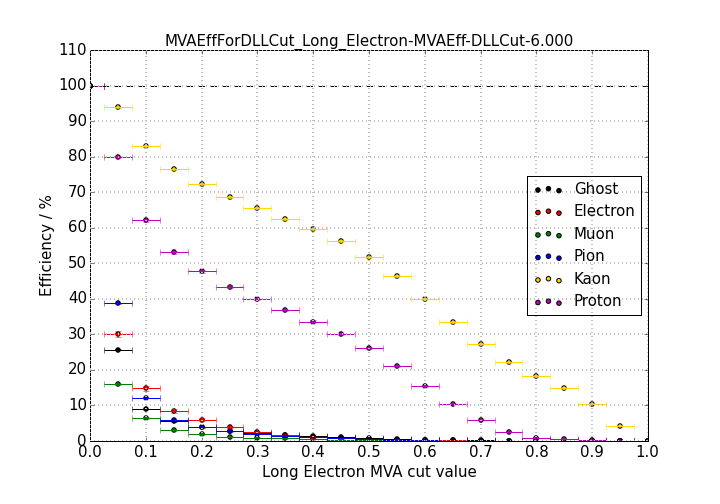 MVAEffForDLLCut_Long_Electron-MVAEff-DLLCut-6.000
110
100
90
80
70
60
50
40
30
20
10
0
Efficiency / %
Ghost
Electron
Muon
Pion
Kaon
Proton
0.0 0.1 0.2 0.3 0.4 0.5 0.6 0.7 0.8 0.9 1.0
Long Electron MVA cut value